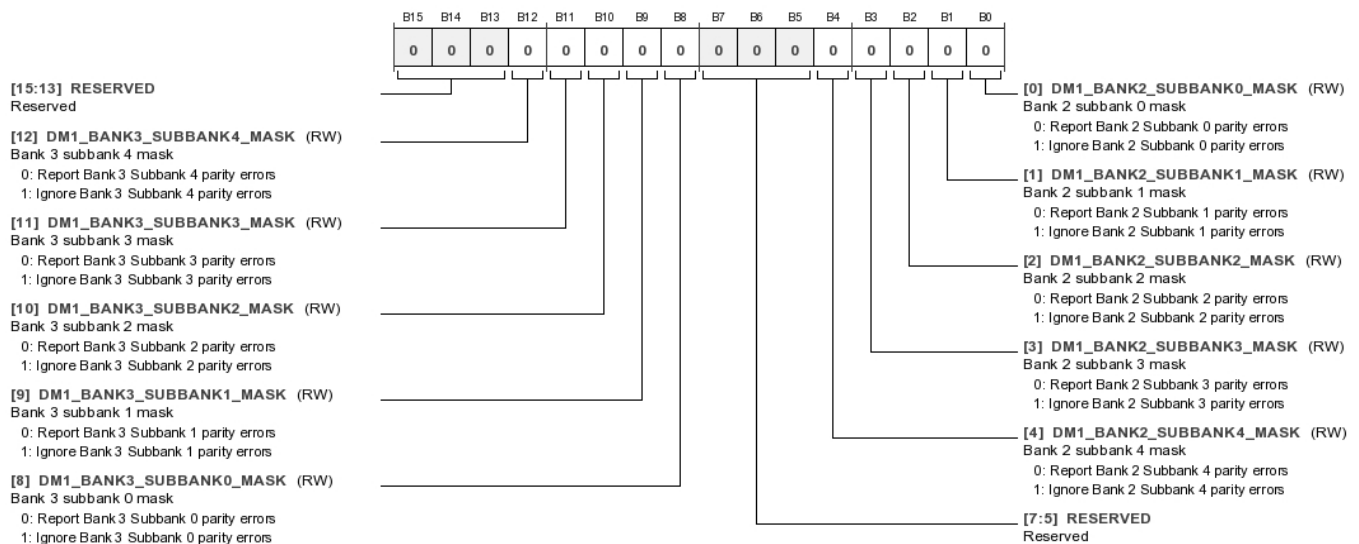 B15 B14 B13 B12 B11 B10 B9 B8 B7 B6 B5 B4 B3 B2 B1 B0
0 0 0 0 0 0 0 0 0 0 0 0 0 0 0 0
[15:13] RESERVED
Reserved
[12] DM1_BANK3_SUBBANK4_MASK (RW)
Bank 3 subbank 4 mask
0: Report Bank 3 Subbank 4 parity errors
1: Ignore Bank 3 Subbank 4 parity errors
[11] DM1_BANK3_SUBBANK3_MASK (RW)
Bank 3 subbank 3 mask
0: Report Bank 3 Subbank 3 parity errors
1: Ignore Bank 3 Subbank 3 parity errors
[10] DM1_BANK3_SUBBANK2_MASK (RW)
Bank 3 subbank 2 mask
0: Report Bank 3 Subbank 2 parity errors
1: Ignore Bank 3 Subbank 2 parity errors
[9] DM1_BANK3_SUBBANK1_MASK (RW)
Bank 3 subbank 1 mask
0: Report Bank 3 Subbank 1 parity errors
1: Ignore Bank 3 Subbank 1 parity errors
[8] DM1_BANK3_SUBBANK0_MASK (RW)
Bank 3 subbank 0 mask
0: Report Bank 3 Subbank 0 parity errors
1: Ignore Bank 3 Subbank 0 parity errors
[0] DM1_BANK2_SUBBANK0_MASK (RW)
Bank 2 subbank 0 mask
0: Report Bank 2 Subbank 0 parity errors
1: Ignore Bank 2 Subbank 0 parity errors
[1] DM1_BANK2_SUBBANK1_MASK (RW)
Bank 2 subbank 1 mask
0: Report Bank 2 Subbank 1 parity errors
1: Ignore Bank 2 Subbank 1 parity errors
[2] DM1_BANK2_SUBBANK2_MASK (RW)
Bank 2 subbank 2 mask
0: Report Bank 2 Subbank 2 parity errors
1: Ignore Bank 2 Subbank 2 parity errors
[3] DM1_BANK2_SUBBANK3_MASK (RW)
Bank 2 subbank 3 mask
0: Report Bank 2 Subbank 3 parity errors
1: Ignore Bank 2 Subbank 3 parity errors
[4] DM1_BANK2_SUBBANK4_MASK (RW)
Bank 2 subbank 4 mask
0: Report Bank 2 Subbank 4 parity errors
1: Ignore Bank 2 Subbank 4 parity errors
[7:5] RESERVED
Reserved